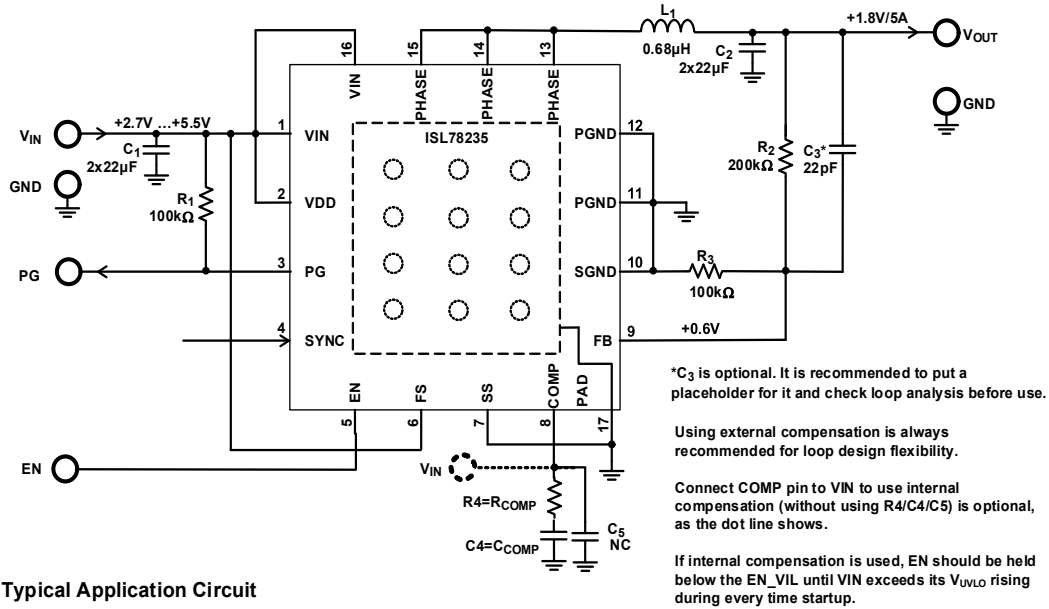 L1
0.68µH
+1.8V/5A
VOUT
C2
2x22µF
GND
16
15
14
13
VIN
PHASE
PHASE
PHASE
ISL78235
VIN
+2.7V ...+5.5V
C1
2x22µF
GND
R1
100kΩ
PG
1
VIN
2
VDD
3
PG
4
SYNC
12
PGND
11
PGND
10
SGND
9
FB
+0.6V
R2
200kΩ
C3*
22pF
R3
100kΩ
EN
FS
SS
COMP
PAD
5
6
7
8
17
EN
VIN
R4=RCOMP
C4=CCOMP
C5
NC
*C3 is optional. It is recommended to put a
placeholder for it and check loop analysis before use.
Using external compensation is always
recommended for loop design flexibility.
Connect COMP pin to VIN to use internal
compensation (without using R4/C4/C5) is optional,
as the dot line shows.
If internal compensation is used, EN should be held
below the EN_VIL until VIN exceeds its VUVLO rising
during every time startup.
Typical Application Circuit